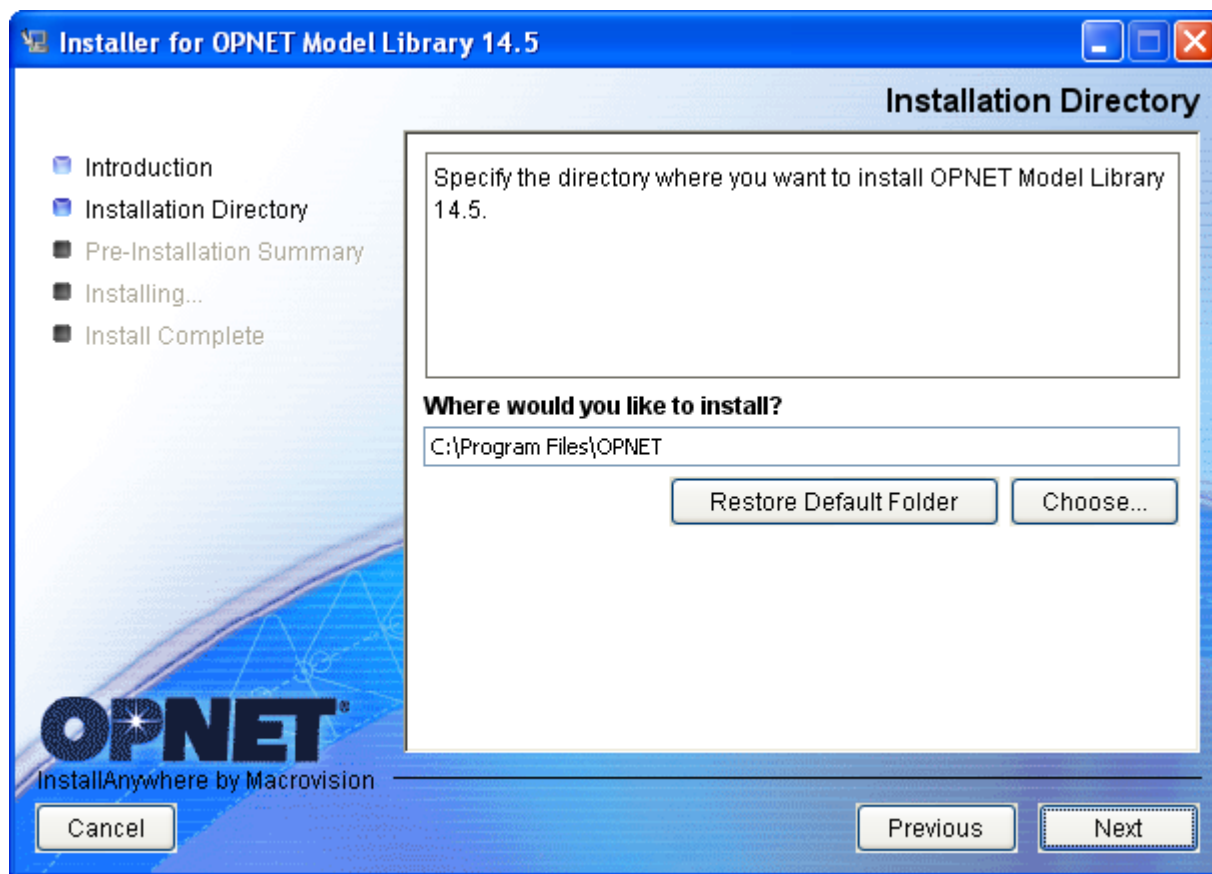 Installer for OPNET Model Library 14.5
Installation Directory
Introduction
Installation Directory
Pre-Installation Summary
Installing...
Install Complete
Specify the directory where you want to install OPNET Model Library
14.5.
Where would you like to install?
C:\Program Files\OPNET
Restore Default Folder
Choose...
OPNET®
InstallAnywhere by Macrovision
Cancel
Previous
Next